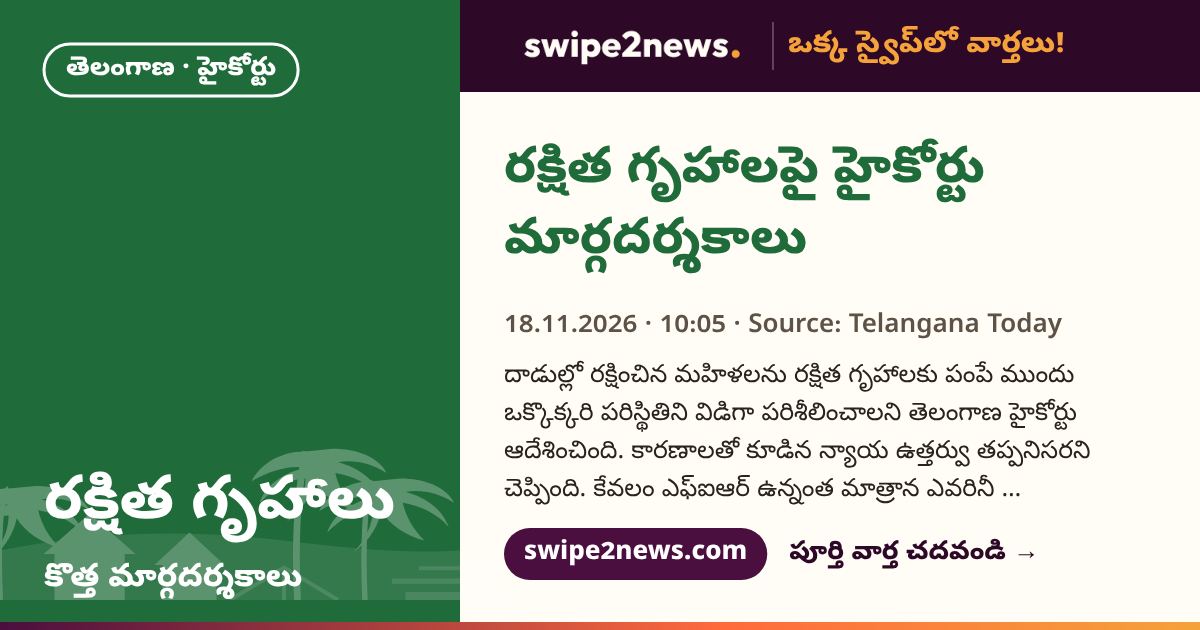 తెలంగాణ · హైకోర్టు
రక్షిత గృహాలు
కొత్త మార్గదర్శకాలు
swipe2news.
ఒక్క స్వైప్‌లో వార్తలు!
రక్షిత గృహాలపై హైకోర్టు
మార్గదర్శకాలు
18.11.2026 · 10:05 · Source: Telangana Today
దాడుల్లో రక్షించిన మహిళలను రక్షిత గృహాలకు పంపే ముందు
ఒక్కొక్కరి పరిస్థితిని విడిగా పరిశీలించాలని తెలంగాణ హైకోర్టు
ఆదేశించింది. కారణాలతో కూడిన న్యాయ ఉత్తర్వు తప్పనిసరని
చెప్పింది. కేవలం ఎఫ్ఐఆర్ ఉన్నంత మాత్రాన ఎవరినీ ...
swipe2news.com
పూర్తి వార్త చదవండి →